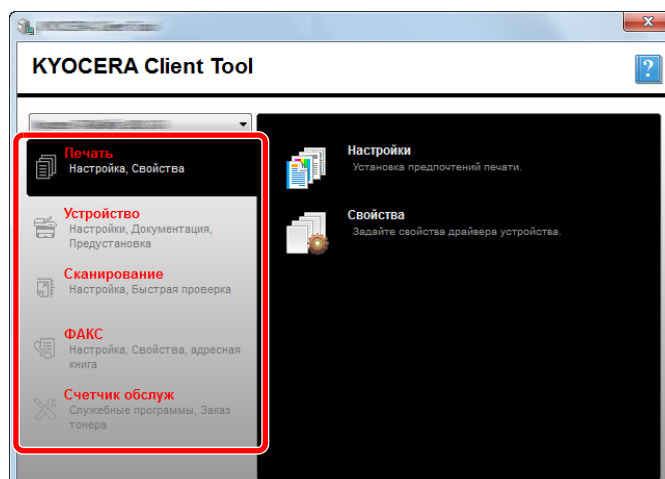 KYOCERA Client Tool
?
Печать
Настройка, Свойства
Устройство
Настройки, Документация,
Предустановка
Сканирование
Настройка, Быстрая проверка
ФАКС
Настройка, Свойства, адресная
книга
Счетчик обслуж
Служебные программы, Заказ
тонера
Настройки
Установка предпочтений печати.
Свойства
Задайте свойства драйвера устройства.